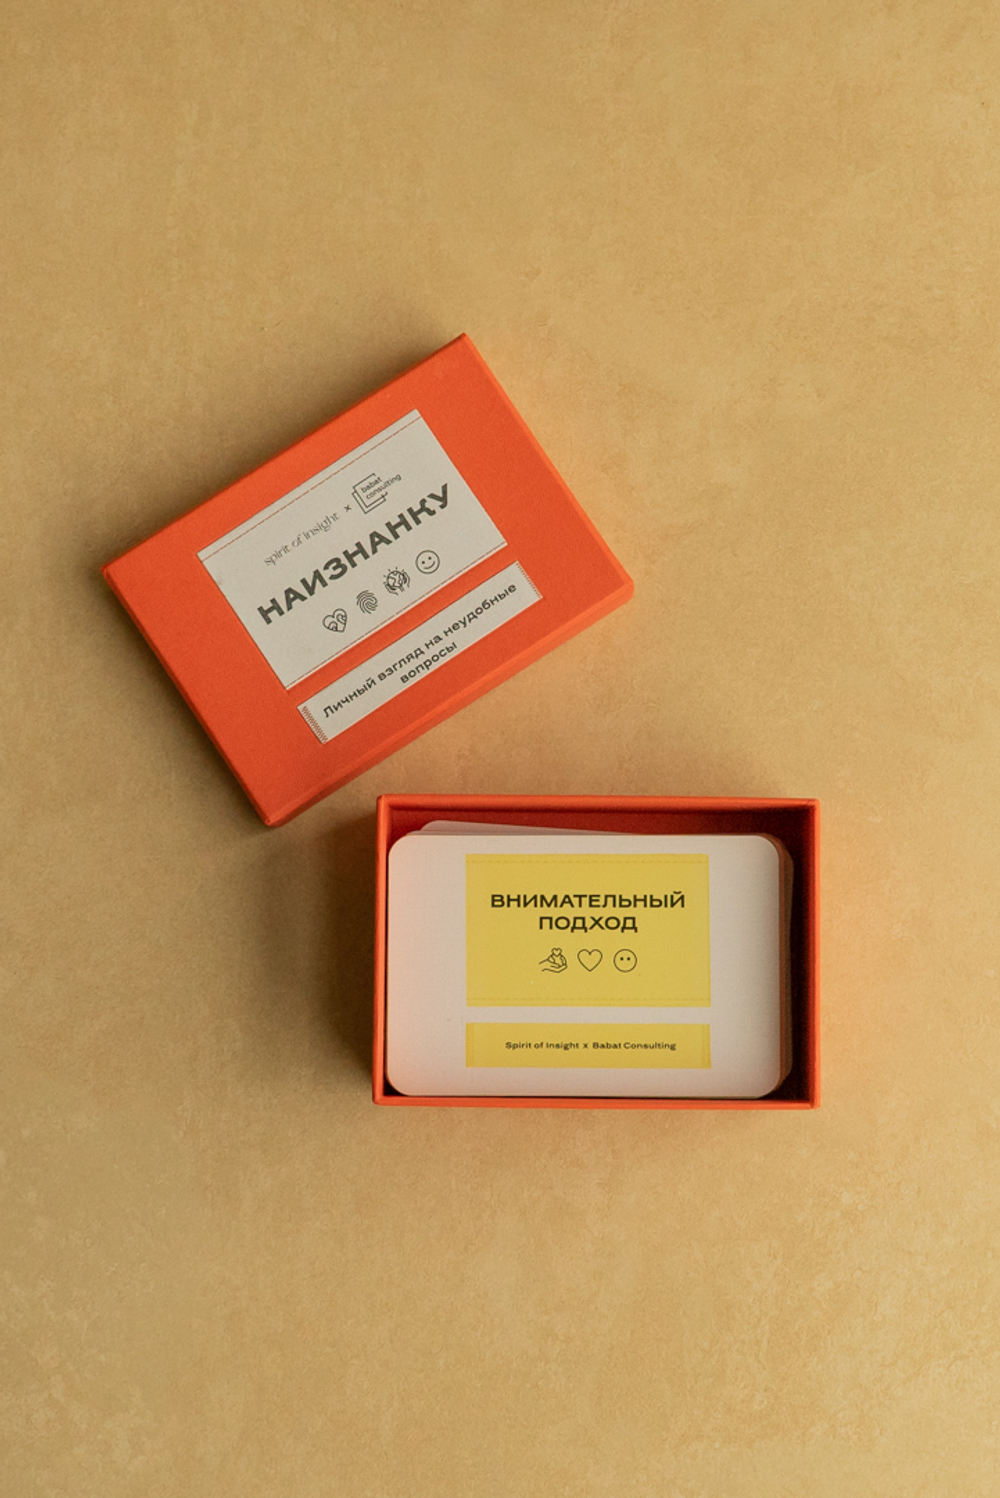 spirit of insight x babat
consulting
НАИЗНАНКУ
Личный взгляд на неудобные
вопросы
ВНИМАТЕЛЬНЫЙ
ПОДХОД
Spirit of Insight x Babat Consulting